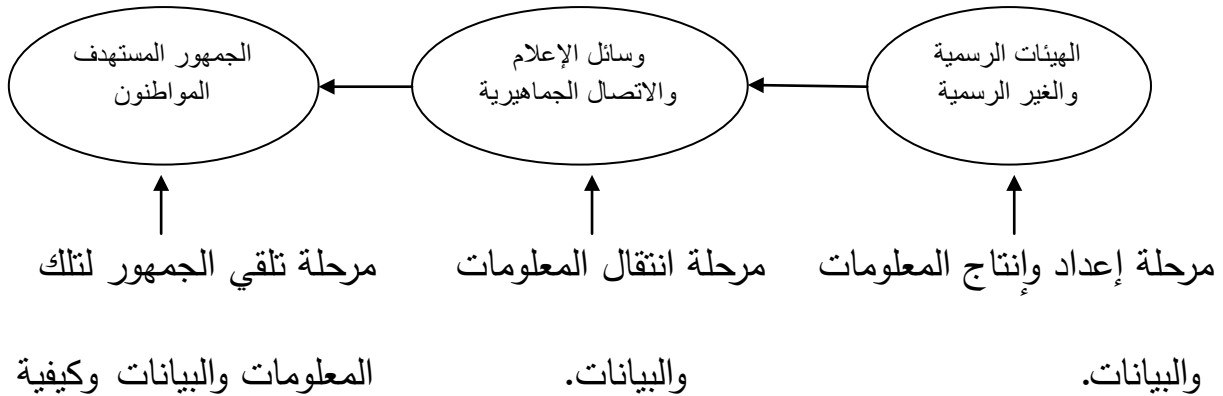 الهيئات الرسمية
والغير الرسمية
وسائل الإعلام
والاتصال الجماهيرية
الجمهور المستهدف
المواطنون
مرحلة إعداد وإنتاج المعلومات
والبيانات.
مرحلة انتقال المعلومات
والبيانات.
مرحلة تلقي الجمهور لتلك
المعلومات والبيانات وكيفية